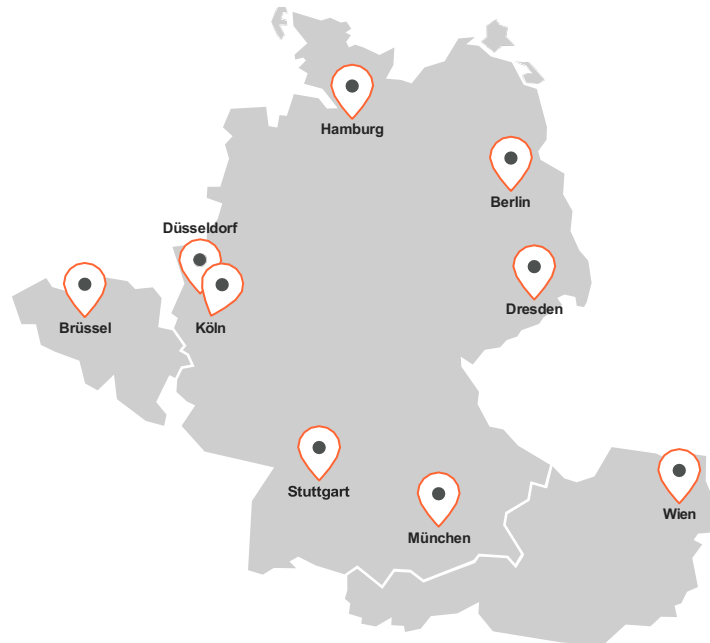 Hamburg
Berlin
Düsseldorf
Dresden
Brüssel
Köln
Stuttgart
Wien
München